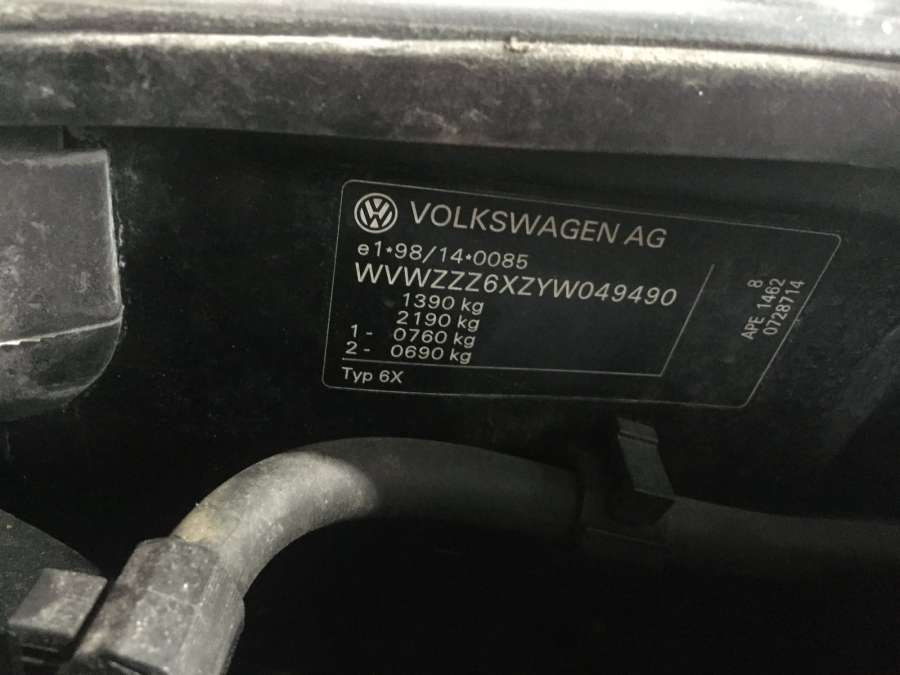 VOLKSWAGEN AG
e1*98/14*0085
WVWZZZ6XZYW049490
1390 kg
2190 kg
1- 0760 kg
2- 0690 kg
Typ 6X
8
APE 1462
0728714